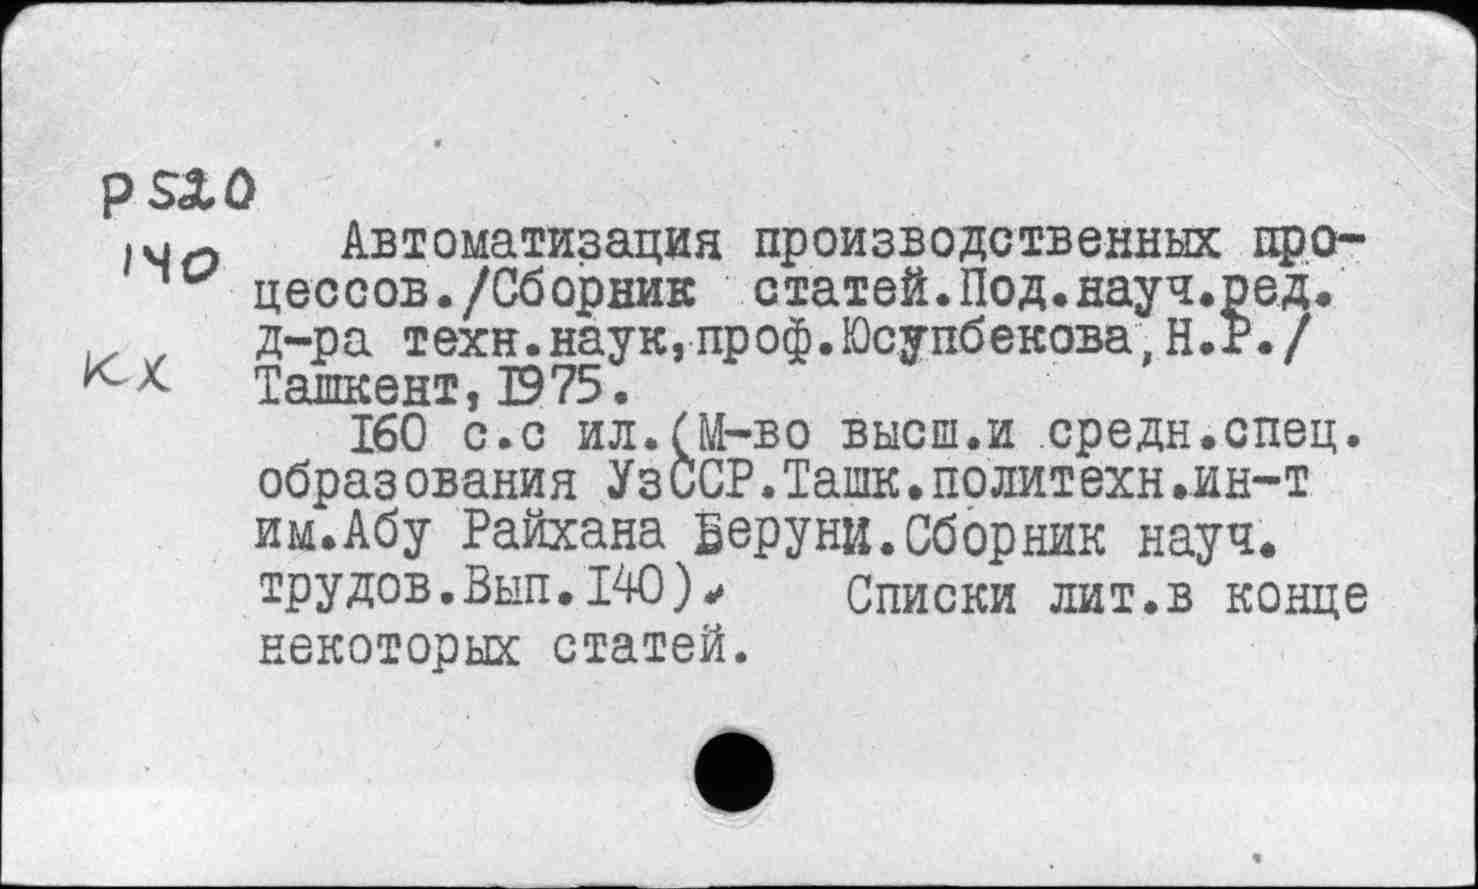 р 520
140
Автоматизация производственных про-
цессов./Сборник статей.Под.науч.ред.
д-ра техн.наук,проф.Юсупбекова,Н.Р./
кх
Ташкент,1975.
160 с.с ил.(М-во высш.и средн.спец.
образования УзССР.Ташк.политехн.ин-т
им.Абу Райхана Беруни.Сборник науч.
трудов.Вып.140). Списки лит.в конце
некоторых статей.